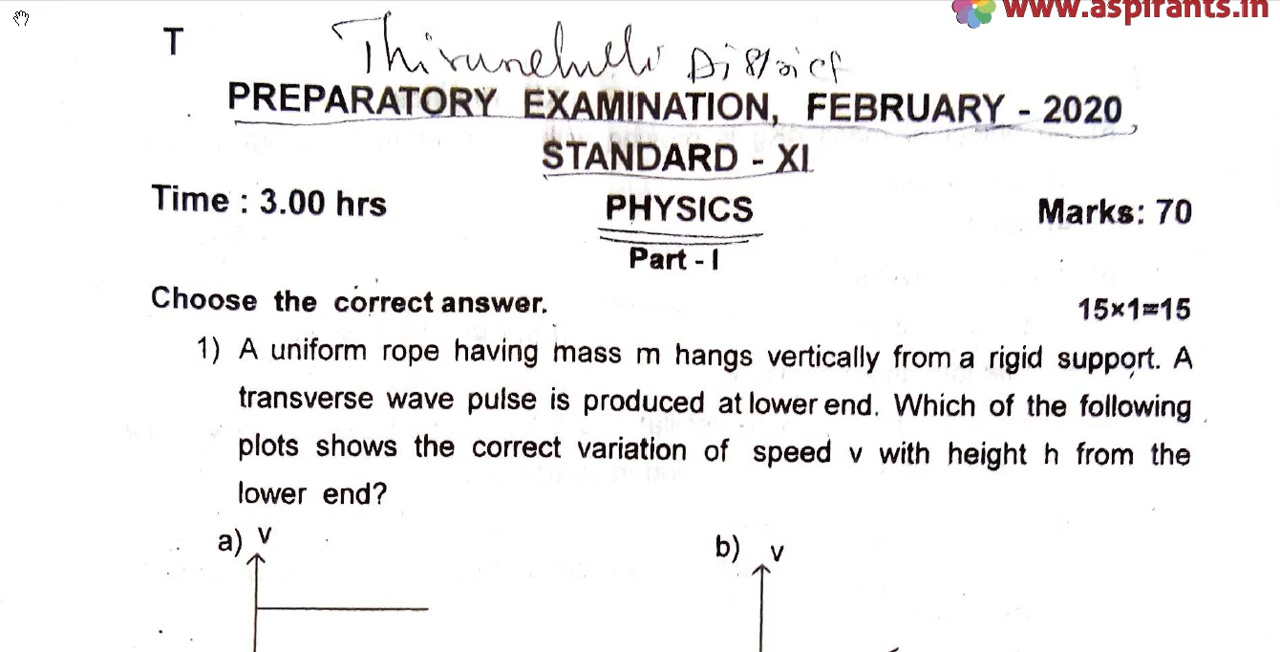 www.aspirants.in
T
Thirunelveli District
PREPARATORY EXAMINATION, FEBRUARY - 2020
STANDARD - XI
Time : 3.00 hrs PHYSICS Marks: 70
Part - I
Choose the correct answer. 15×1=15
1) A uniform rope having mass m hangs vertically from a rigid support. A
transverse wave pulse is produced at lower end. Which of the following
plots shows the correct variation of speed v with height h from the
lower end?
a) v b) v